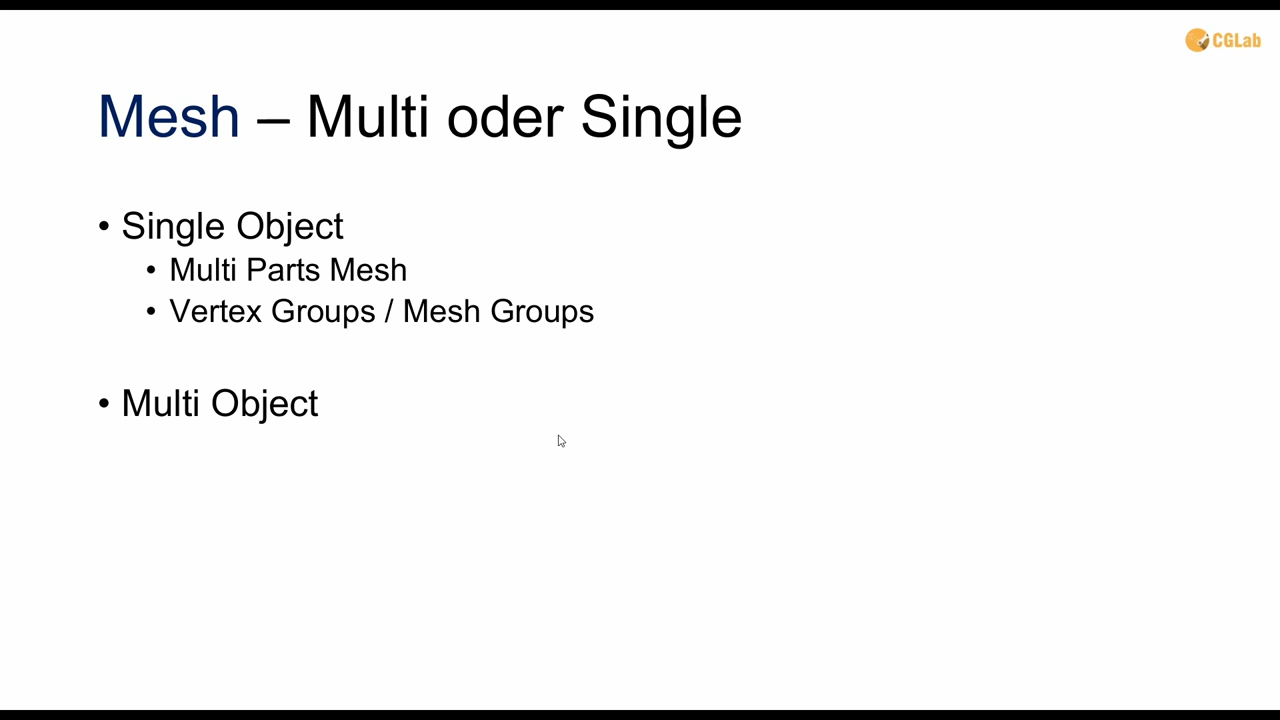 CGLab
Mesh – Multi oder Single
• Single Object
• Multi Parts Mesh
• Vertex Groups / Mesh Groups
• Multi Object